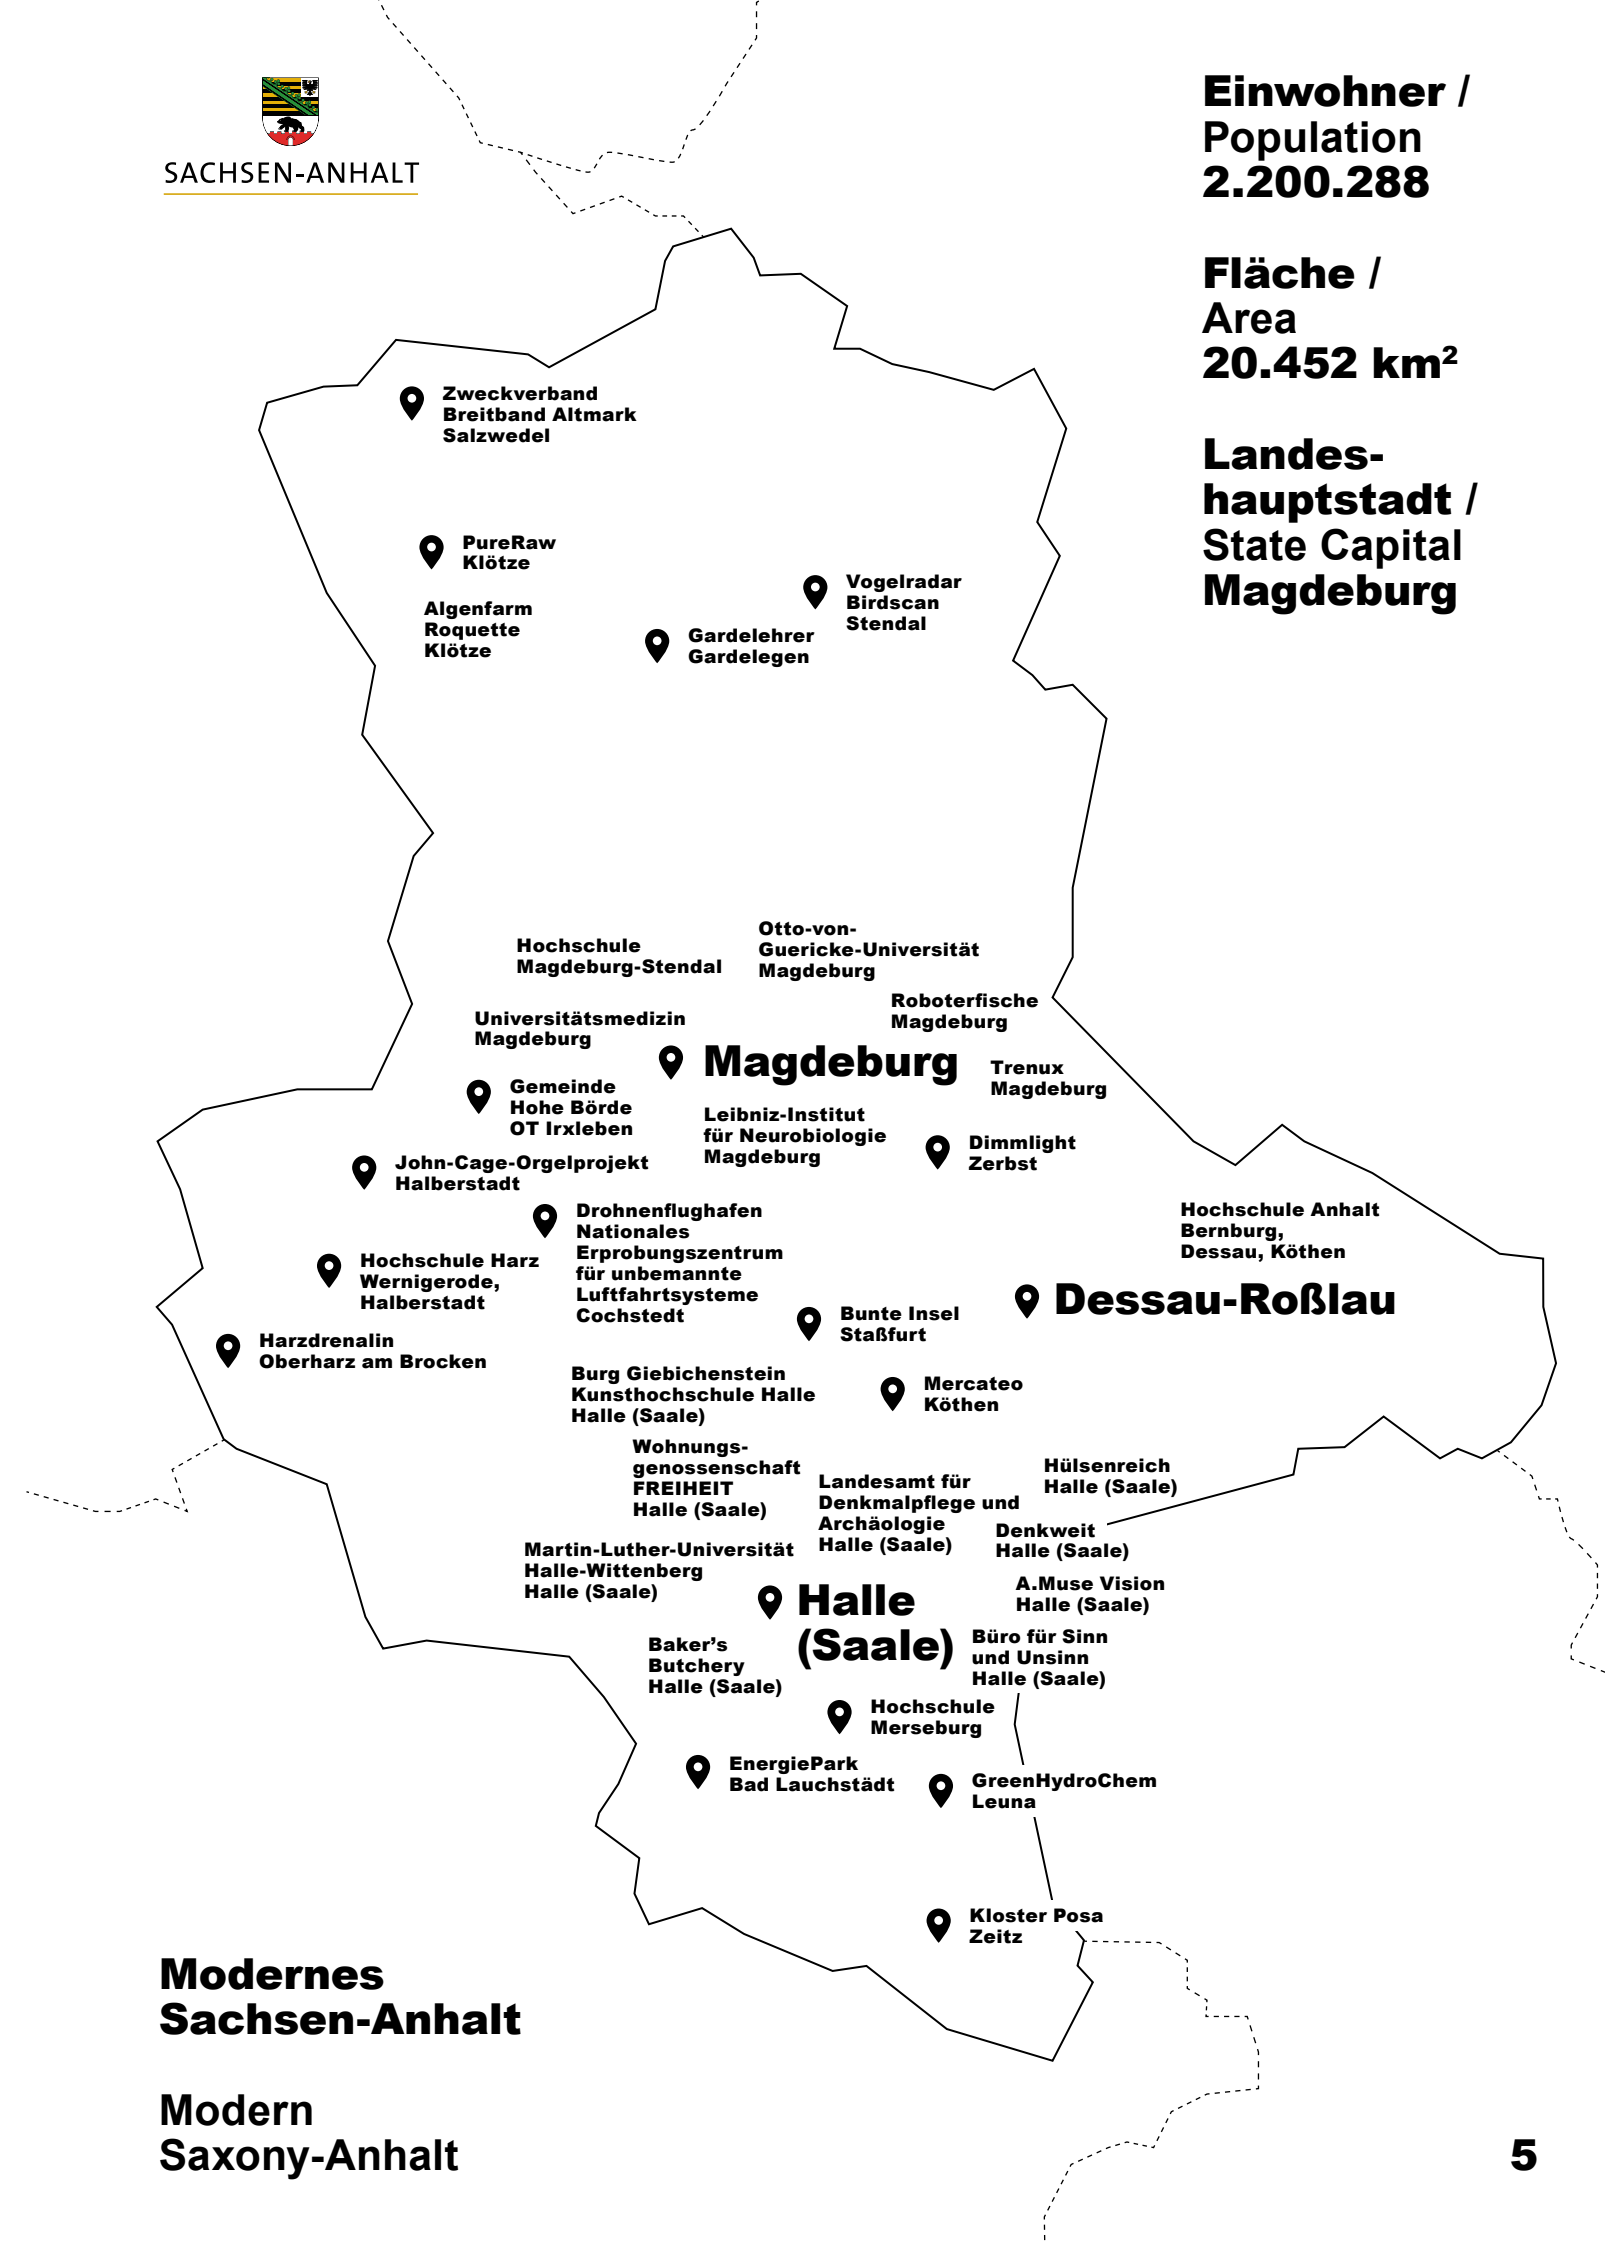 SACHSEN-ANHALT
Einwohner /
Population
2.200.288
Fläche /
Area
20.452 km²
Landes-
hauptstadt /
State Capital
Magdeburg
Zweckverband
Breitband Altmark
Salzwedel
PureRaw
Klötze
Algenfarm
Roquette
Klötze
Vogelradar
Birdscan
Stendal
Gardelehrer
Gardelegen
Hochschule
Magdeburg-Stendal
Otto-von-
Guericke-Universität
Magdeburg
Roboterfische
Magdeburg
Universitätsmedizin
Magdeburg
Magdeburg
Trenux
Magdeburg
Gemeinde
Hohe Börde
OT Irxleben
Leibniz-Institut
für Neurobiologie
Magdeburg
Dimmlight
Zerbst
John-Cage-Orgelprojekt
Halberstadt
Drohnenflughafen
Nationales
Erprobungszentrum
für unbemannte
Luftfahrtsysteme
Cochstedt
Hochschule Anhalt
Bernburg,
Dessau, Köthen
Hochschule Harz
Wernigerode,
Halberstadt
Dessau-Roßlau
Bunte Insel
Staßfurt
Harzdrenalin
Oberharz am Brocken
Burg Giebichenstein
Kunsthochschule Halle
Halle (Saale)
Mercateo
Köthen
Wohnungs-
genossenschaft
FREIHEIT
Halle (Saale)
Landesamt für
Denkmalpflege und
Archäologie
Halle (Saale)
Hülsenreich
Halle (Saale)
Denkweit
Halle (Saale)
Martin-Luther-Universität
Halle-Wittenberg
Halle (Saale)
A.Muse Vision
Halle (Saale)
Halle
(Saale)
Büro für Sinn
und Unsinn
Halle (Saale)
Baker's
Butchery
Halle (Saale)
Hochschule
Merseburg
EnergiePark
Bad Lauchstädt
GreenHydroChem
Leuna
Kloster Posa
Zeitz
Modernes
Sachsen-Anhalt
Modern
Saxony-Anhalt
5